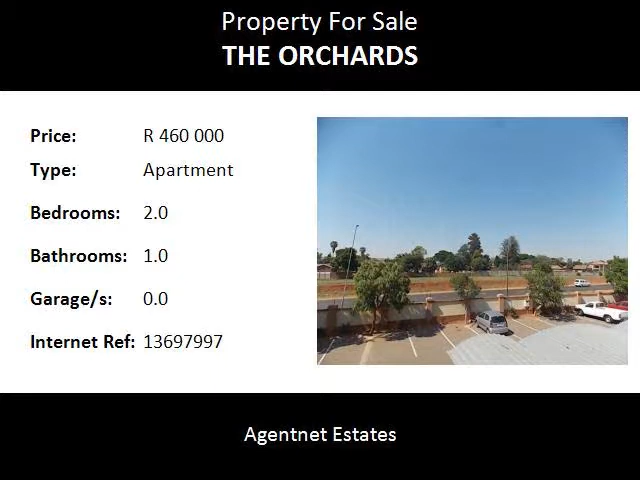 Property For Sale
THE ORCHARDS
Price: R 460 000
Type: Apartment
Bedrooms: 2.0
Bathrooms: 1.0
Garage/s: 0.0
Internet Ref: 13697997
Agentnet Estates